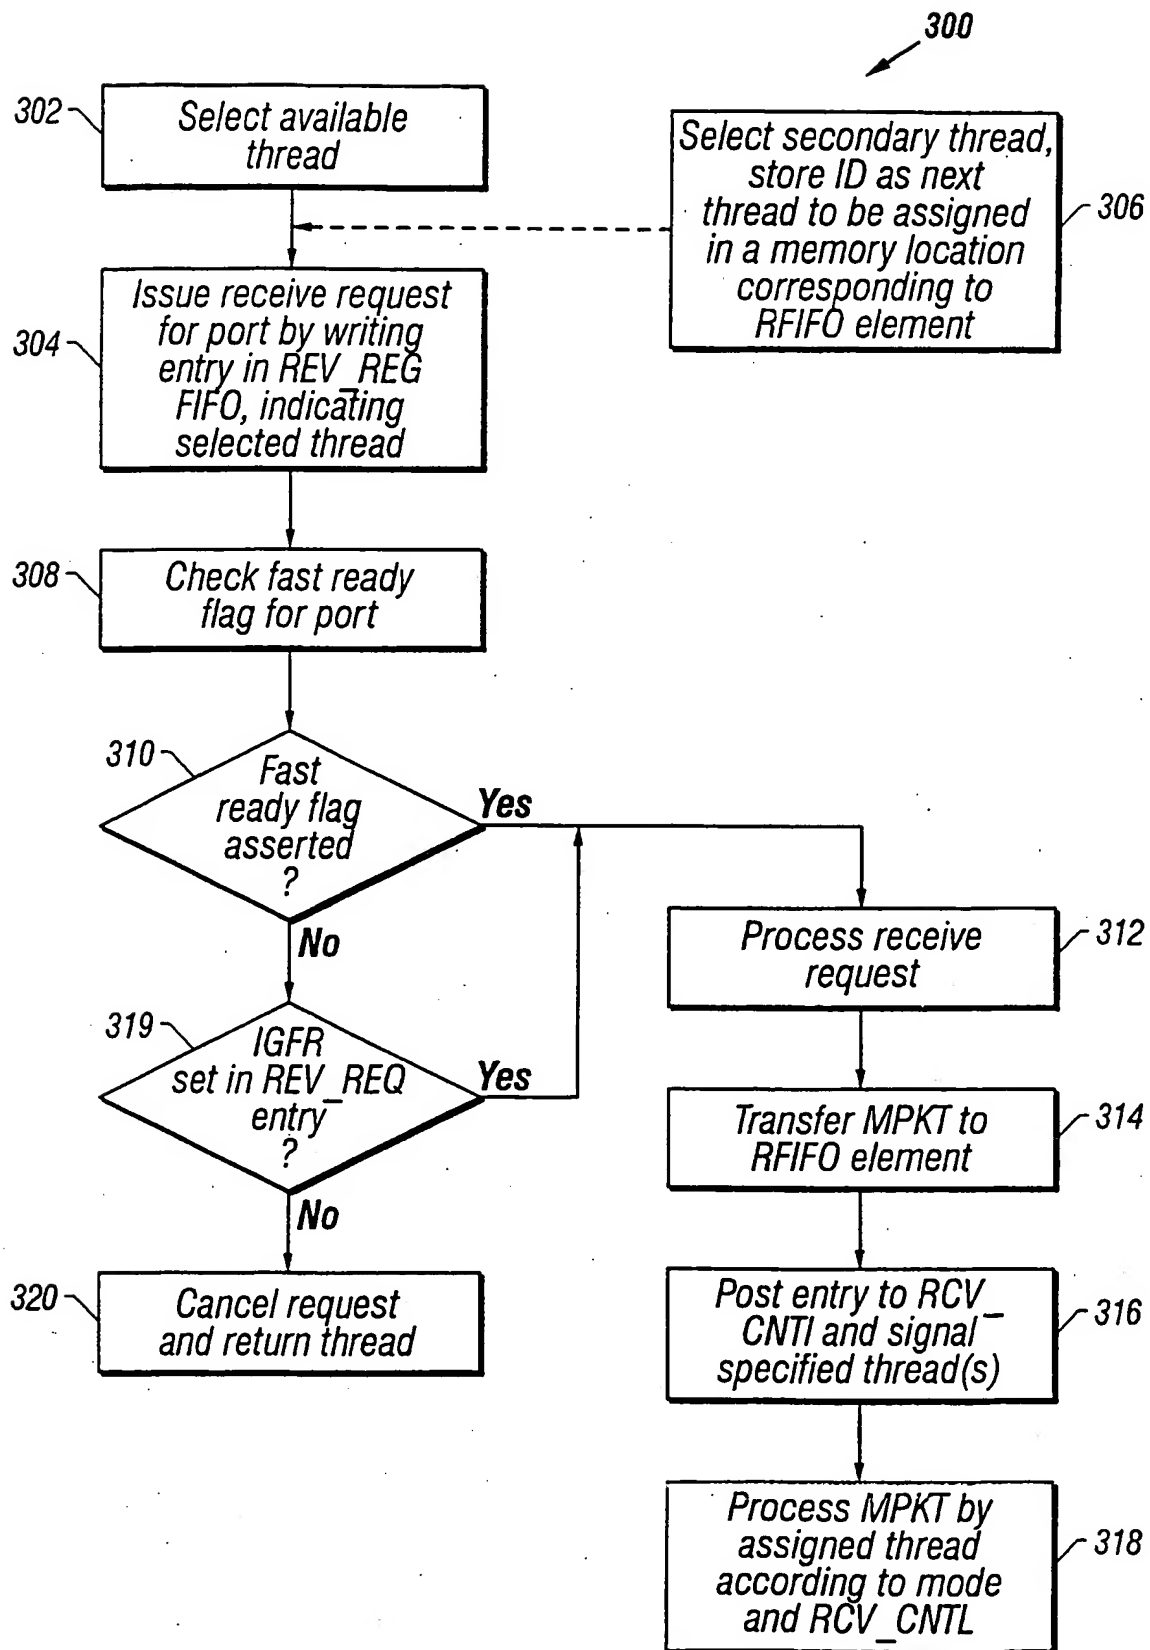 300
302
Select available
thread
Select secondary thread,
store ID as next
thread to be assigned
in a memory location
corresponding to
RFIFO element
306
304
Issue receive request
for port by writing
entry in REV_REG
FIFO, indicating
selected thread
308
Check fast ready
flag for port
310
Fast
ready flag
asserted
?
Yes
No
312
Process receive
request
319
IGFR
set in REV_REQ
entry
?
Yes
No
314
Transfer MPKT to
RFIFO element
320
Cancel request
and return thread
316
Post entry to RCV_
CNTI and signal
specified thread(s)
318
Process MPKT by
assigned thread
according to mode
and RCV_CNTL